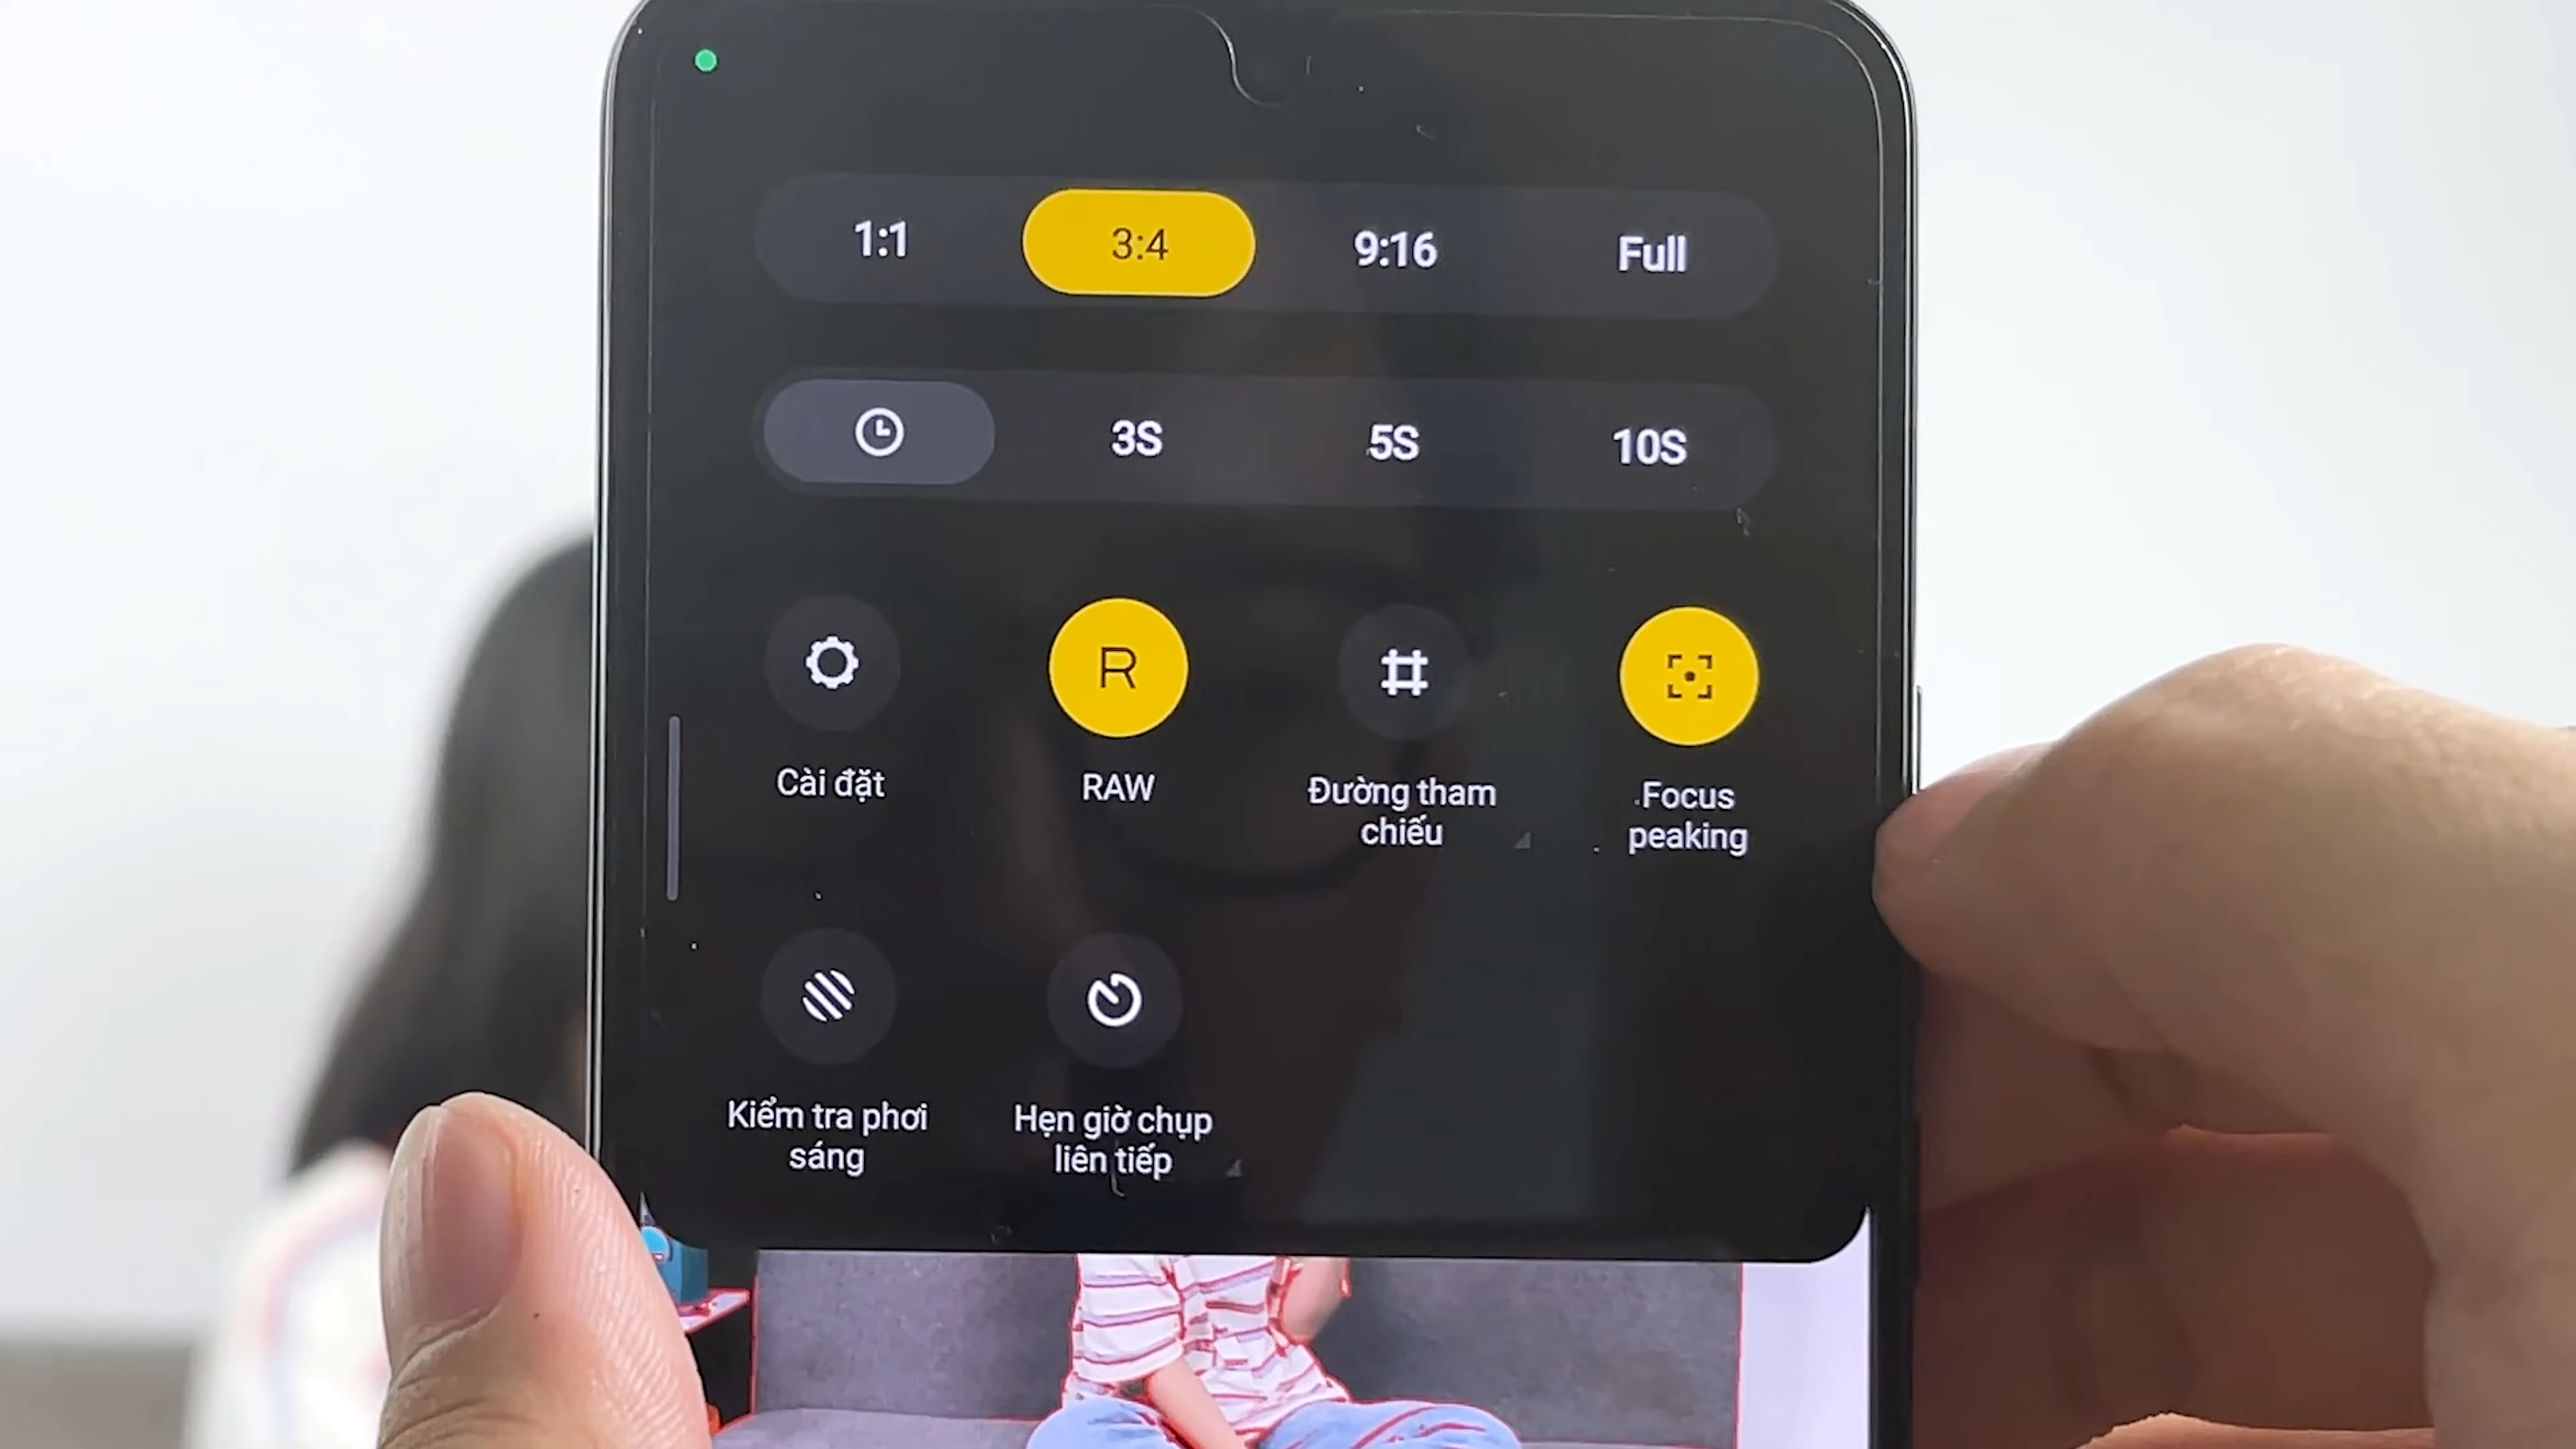 1:1 3:4 9:16 Full
3S 5S 10S
Cài đặt
RAW
Đường tham
chiếu
Focus
peaking
Kiểm tra phơi
sáng
Hẹn giờ chụp
liên tiếp